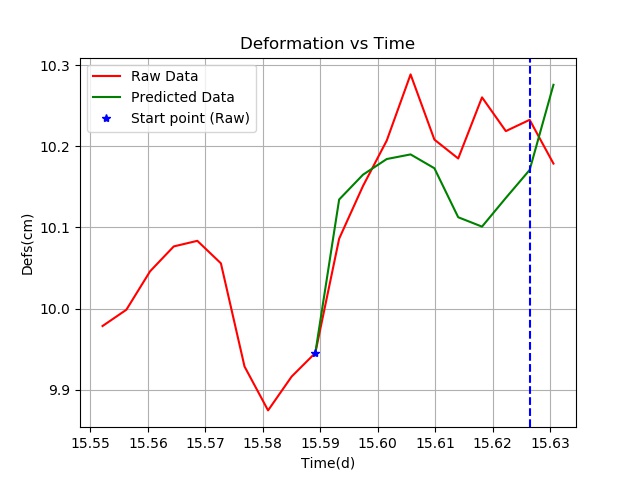 Deformation vs Time
Raw Data
Predicted Data
Start point (Raw)
Defs(cm)
10.3
10.2
10.1
10.0
9.9
15.55 15.56 15.57 15.58 15.59 15.60 15.61 15.62 15.63
Time(d)